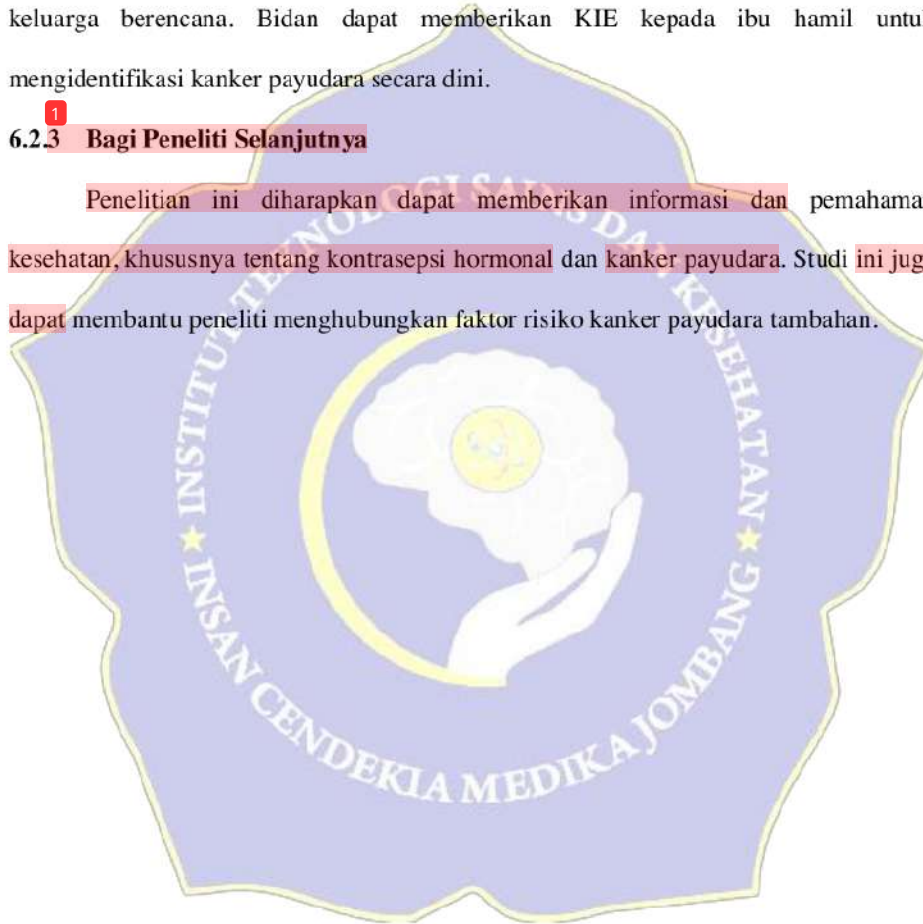 keluarga berencana. Bidan dapat memberikan KIE kepada ibu hamil untu
mengidentifikasi kanker payudara secara dini.
1
6.2.3 Bagi Peneliti Selanjutnya
Penelitian ini diharapkan dapat memberikan informasi dan pemahama
kesehatan, khususnya tentang kontrasepsi hormonal dan kanker payudara. Studi ini jug
dapat membantu peneliti menghubungkan faktor risiko kanker payudara tambahan.
INSTITUT TEKNOLOGI SAINS DAN KESEHATAN
INSAN CENDEKIA MEDIKA JOMBANG